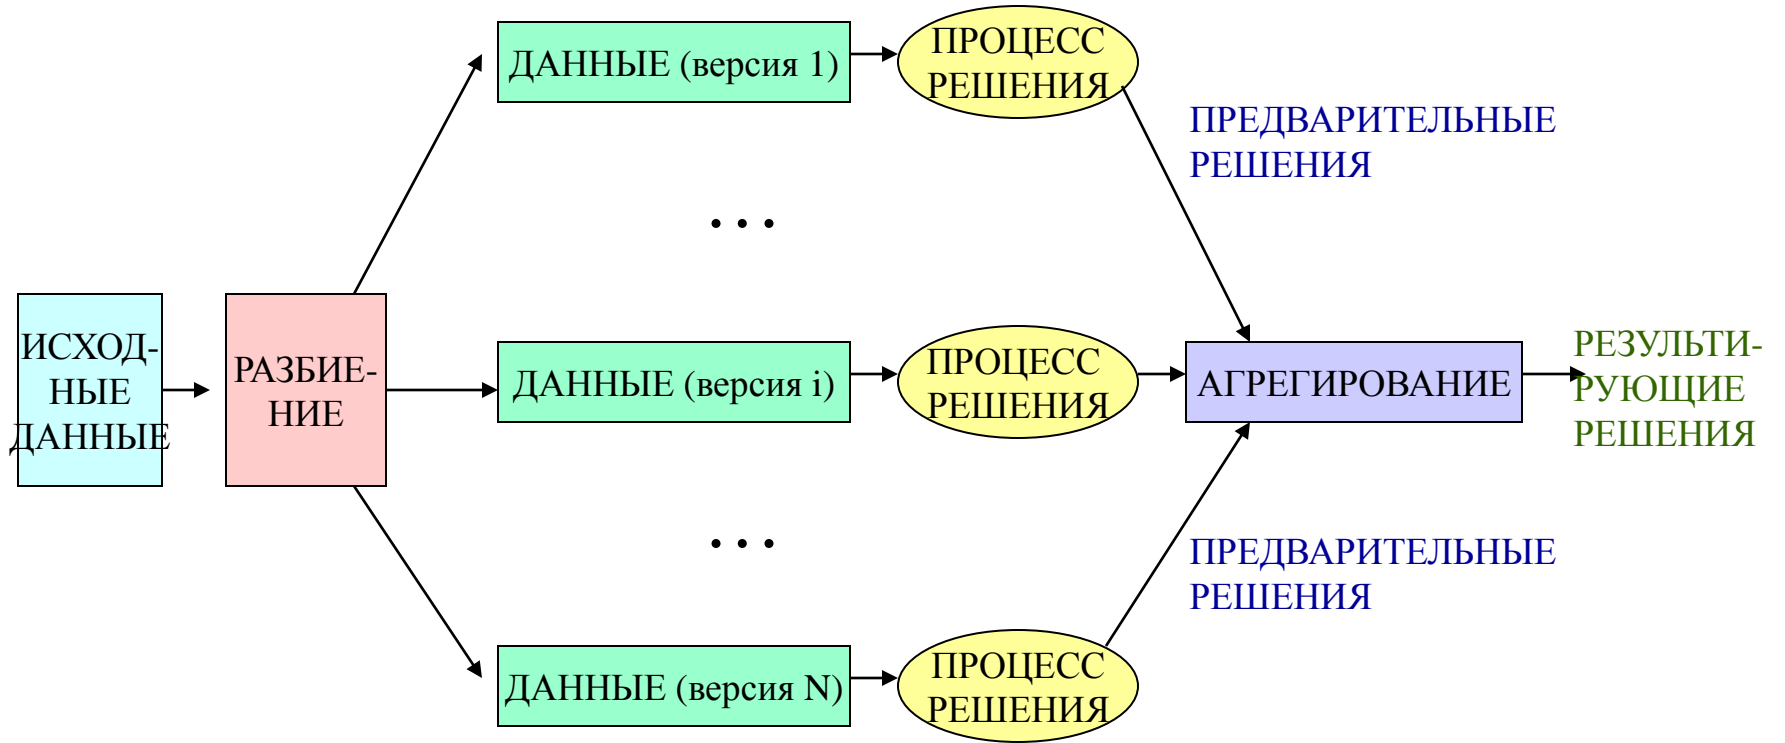 ДАННЫЕ (версия 1)
ПРОЦЕСС
РЕШЕНИЯ
ПРЕДВАРИТЕЛЬНЫЕ
РЕШЕНИЯ
. . .
ИСХОД-
НЫЕ
ДАННЫЕ
РАЗБИЕ-
НИЕ
ДАННЫЕ (версия i)
ПРОЦЕСС
РЕШЕНИЯ
АГРЕГИРОВАНИЕ
РЕЗУЛЬТИ-
РУЮЩИЕ
РЕШЕНИЯ
. . .
ПРЕДВАРИТЕЛЬНЫЕ
РЕШЕНИЯ
ДАННЫЕ (версия N)
ПРОЦЕСС
РЕШЕНИЯ